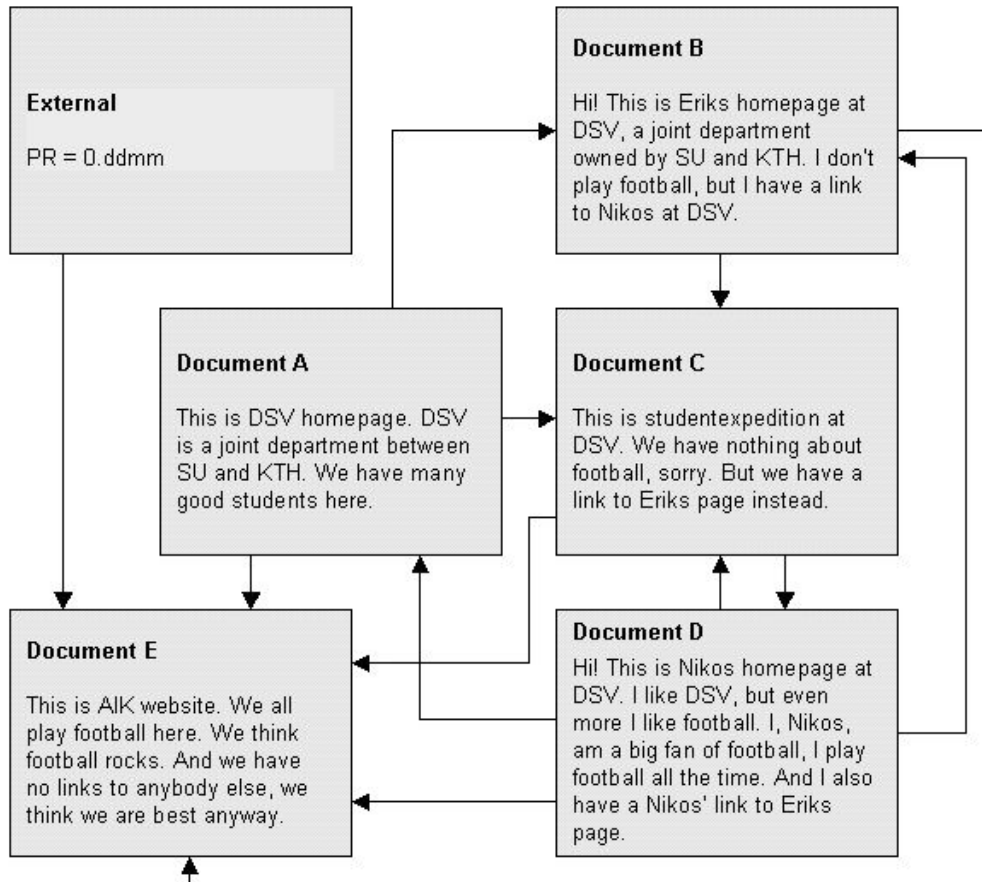 External
PR = 0.ddmm
Document B
Hi! This is Eriks homepage at
DSV, a joint department
owned by SU and KTH. I don't
play football, but I have a link
to Nikos at DSV.
Document A
This is DSV homepage. DSV
is a joint department between
SU and KTH. We have many
good students here.
Document C
This is studentexpedition at
DSV. We have nothing about
football, sorry. But we have a
link to Eriks page instead.
Document E
This is AIK website. We all
play football here. We think
football rocks. And we have
no links to anybody else, we
think we are best anyway.
Document D
Hi! This is Nikos homepage at
DSV. I like DSV, but even
more I like football. I, Nikos,
am a big fan of football, I play
football all the time. And I also
have a Nikos' link to Eriks
page.